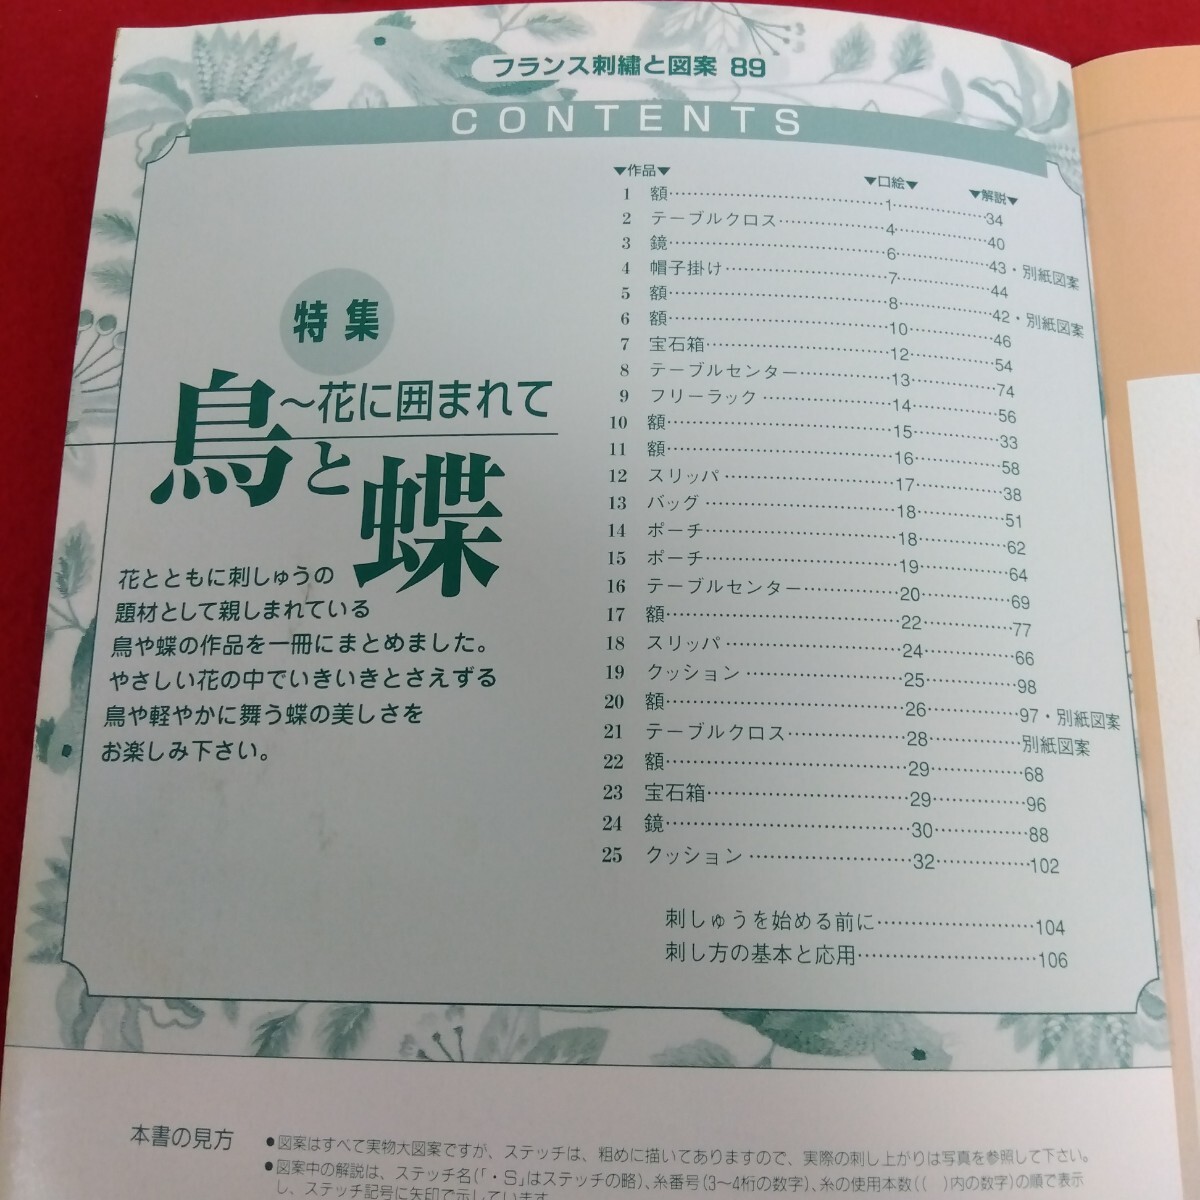 フランス刺繍と図案 89
CONTENTS
特集
鳥と蝶
～花に囲まれて
花とともに刺しゅうの
題材として親しまれている
鳥や蝶の作品を一冊にまとめました。
やさしい花の中でいきいきとさえずる
鳥や軽やかに舞う蝶の美しさを
お楽しみ下さい。
▼作品▼ ▼口絵▼ ▼解説▼
1 額…………1…………34
2 テーブルクロス…………4…………40
3 鏡…………6…………43・別紙図案
4 帽子掛け…………7…………44
5 額…………8…………42・別紙図案
6 額…………10…………46
7 宝石箱…………12…………54
8 テーブルセンター…………13…………74
9 フリーラック…………14…………56
10 額…………15…………33
11 額…………16…………58
12 スリッパ…………17…………38
13 バッグ…………18…………51
14 ポーチ…………18…………62
15 ポーチ…………19…………64
16 テーブルセンター…………20…………69
17 額…………22…………77
18 スリッパ…………24…………66
19 クッション…………25…………98
20 額…………26…………97・別紙図案
21 テーブルクロス…………28…………別紙図案
22 額…………29…………68
23 宝石箱…………29…………96
24 鏡…………30…………88
25 クッション…………32…………102
刺しゅうを始める前に…………104
刺し方の基本と応用…………106
本書の見方
●図案はすべて実物大図案ですが、ステッチは、粗めに描いてありますので、実際の刺し上がりは写真を参照して下さい。
●図案中の解説は、ステッチ名(「・S」はステッチの略)、糸番号(3〜4桁の数字)、糸の使用本数(( )内の数字)の順で表示
し、ステッチ記号に矢印で示しています。